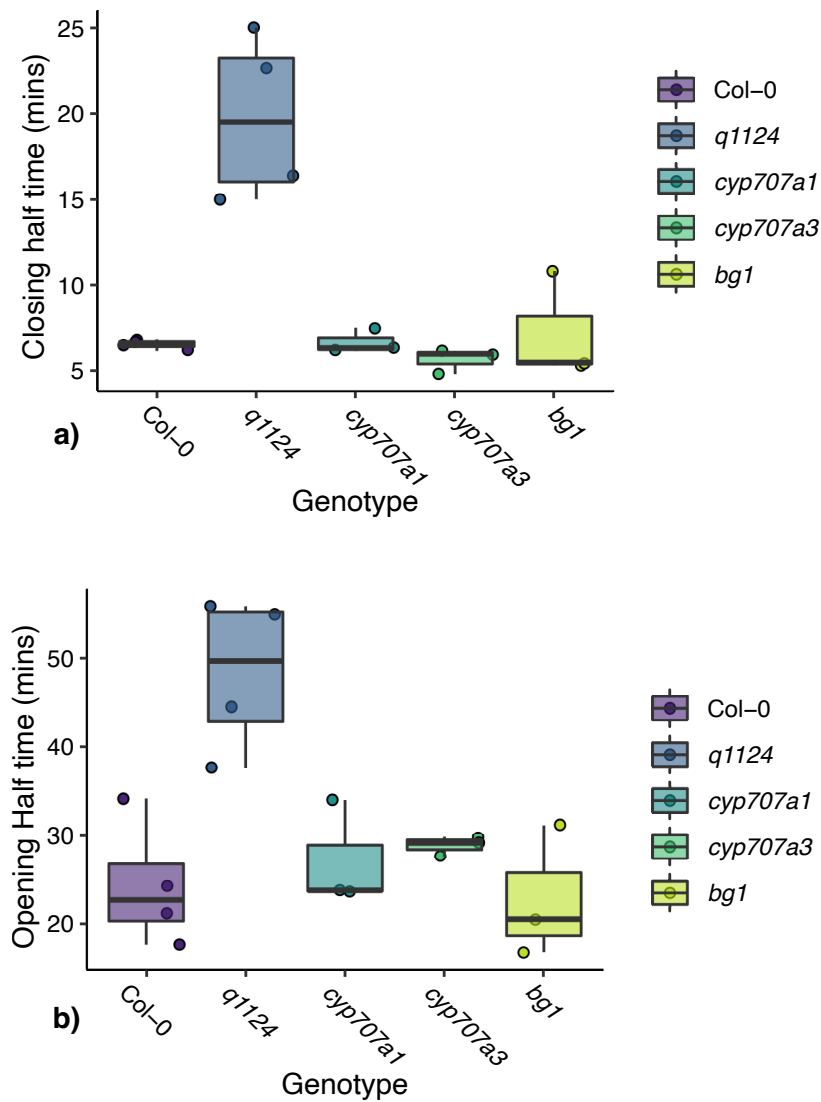 25
20
15
10
5
Closing half time (mins)
Col−0
q1124
cyp707a1
cyp707a3
bg1
Genotype
a)
Col−0
q1124
cyp707a1
cyp707a3
bg1
50
40
30
20
Opening Half time (mins)
Col−0
q1124
cyp707a1
cyp707a3
bg1
Genotype
b)
Col−0
q1124
cyp707a1
cyp707a3
bg1